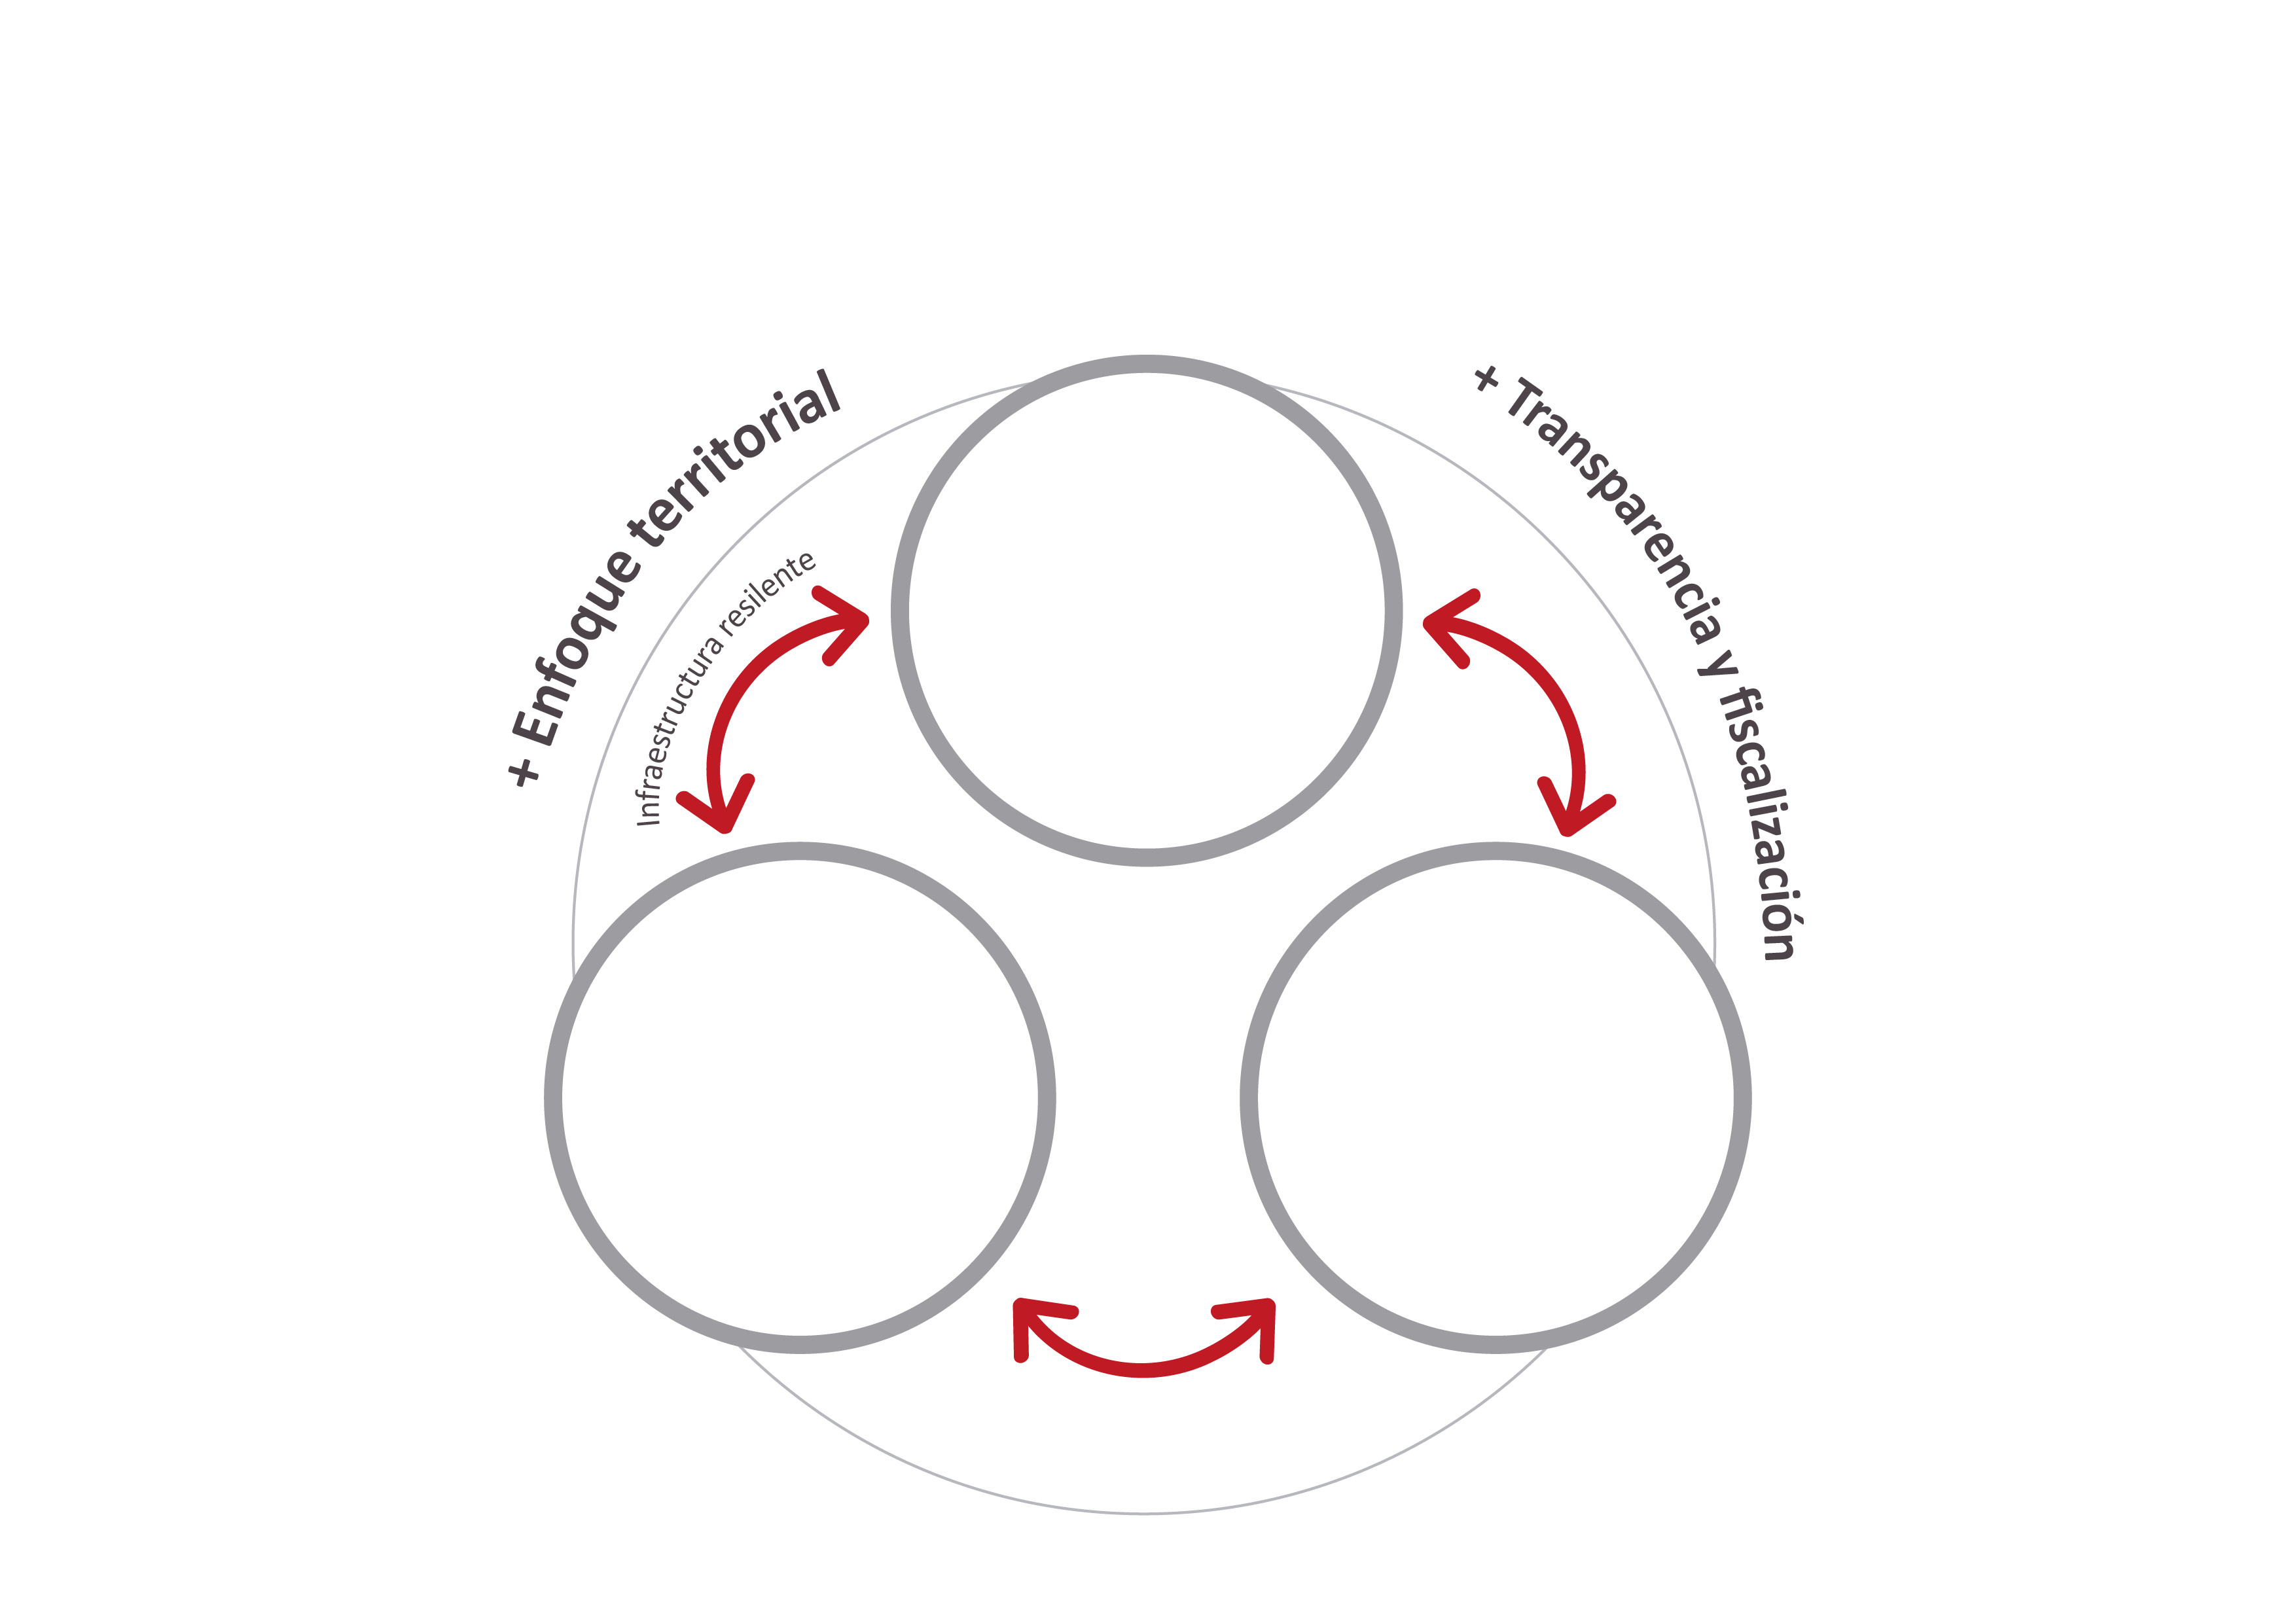 + Enfoque territorial
Infraestructura resilente
+ Transparencia y fiscalización